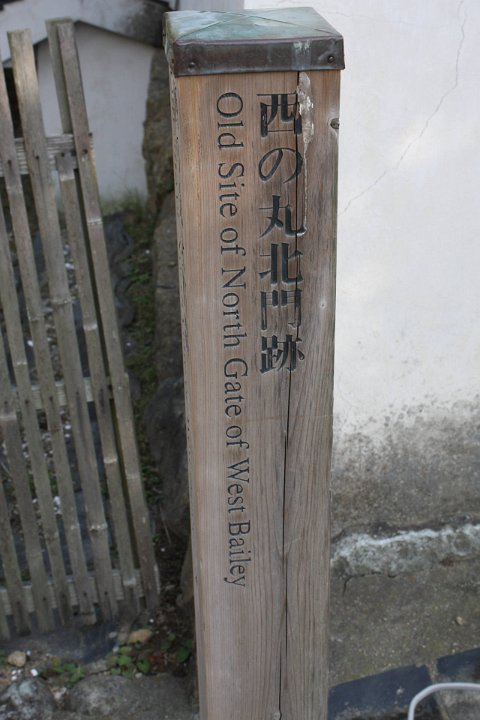 西の丸北門跡
Old Site of North Gate of West Bailey